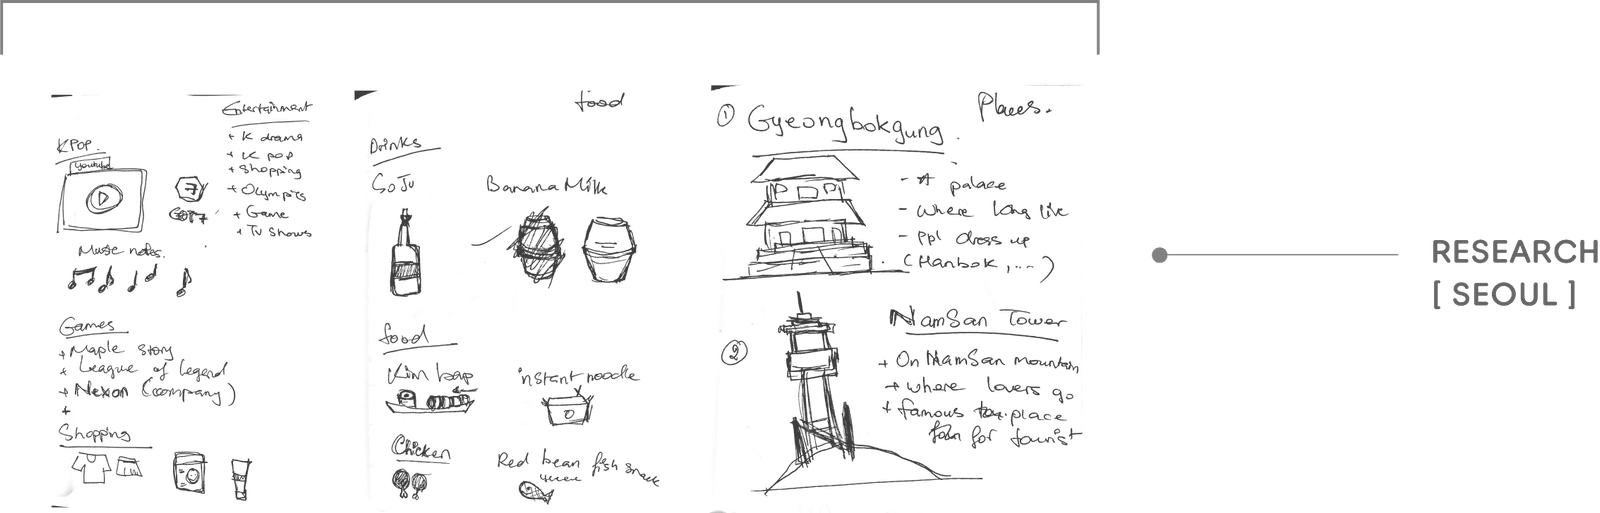 Entertainment
+ K drama
+ K pop
+ Shopping
+ Olympics
+ Game
+ TV shows
KPOP.
Youtube
7
GOT7
Music notes.
Games
+ Maple story
+ League of legend
+ Nexon (company)
+
Shopping
food
Drinks
SoJu
Banana Milk
food
Kim bap
instant noodle
Chicken
Red bean fish snack
Places.
① Gyeongbokgung.
- A palace
- Where long live
- Ppl dress up
(Hanbok, ...)
② NamSan Tower
+ On NamSan mountain
+ where lovers go
+ famous place
for tourist
RESEARCH
[ SEOUL ]